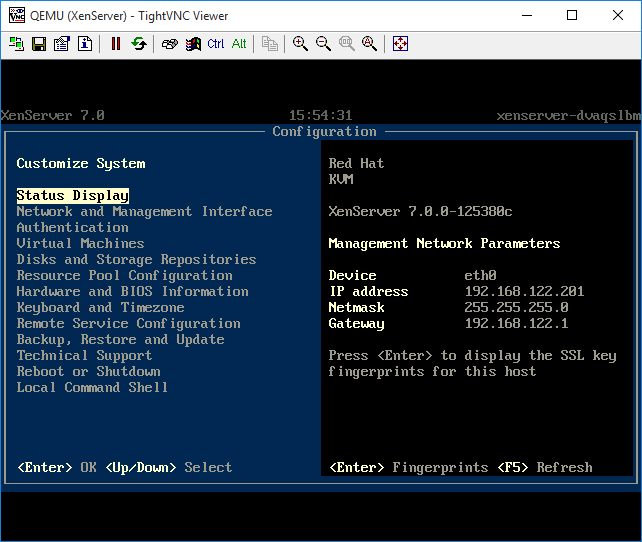 QEMU (XenServer) - TightVNC Viewer
Ctrl Alt
XenServer 7.0 15:54:31 xenserver-dvaqslbm
Configuration
Customize System
Status Display
Network and Management Interface
Authentication
Virtual Machines
Disks and Storage Repositories
Resource Pool Configuration
Hardware and BIOS Information
Keyboard and Timezone
Remote Service Configuration
Backup, Restore and Update
Technical Support
Reboot or Shutdown
Local Command Shell
<Enter> OK <Up/Down> Select
Red Hat
KVM
XenServer 7.0.0-125380c
Management Network Parameters
Device eth0
IP address 192.168.122.201
Netmask 255.255.255.0
Gateway 192.168.122.1
Press <Enter> to display the SSL key
fingerprints for this host
<Enter> Fingerprints <F5> Refresh